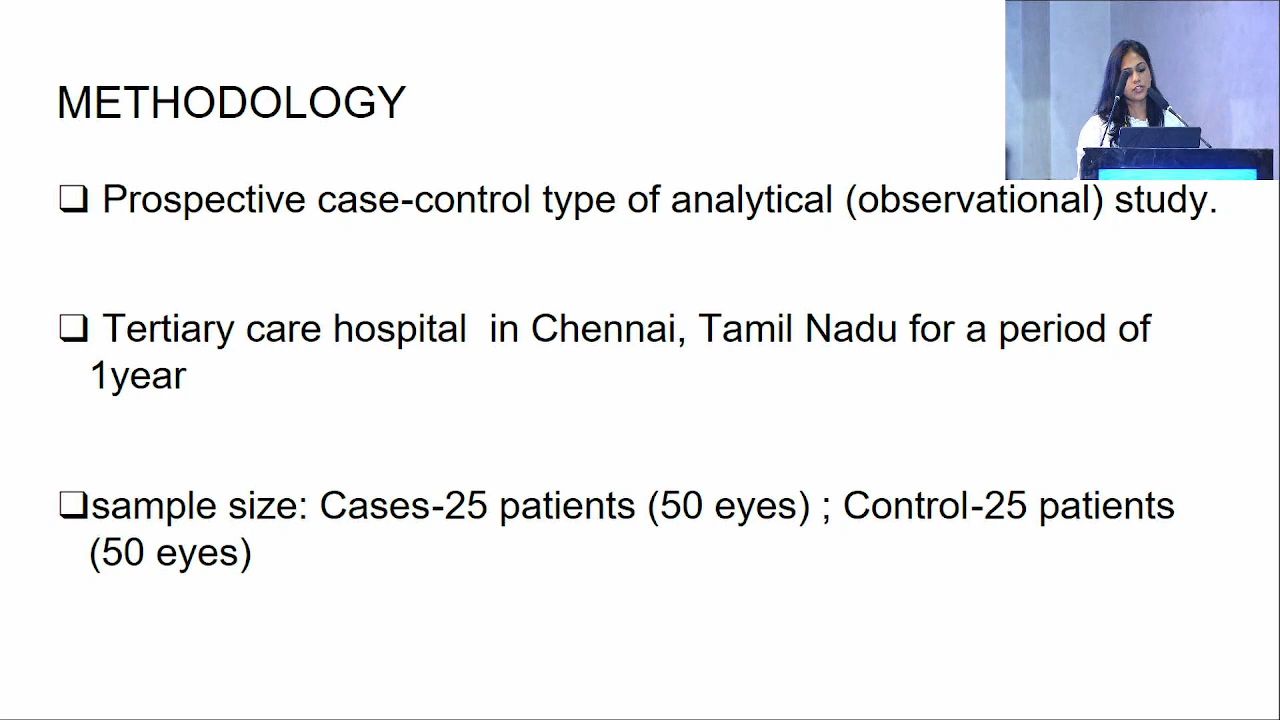 METHODOLOGY
❑ Prospective case-control type of analytical (observational) study.
❑ Tertiary care hospital  in Chennai, Tamil Nadu for a period of
1year
❑sample size: Cases-25 patients (50 eyes) ; Control-25 patients
(50 eyes)